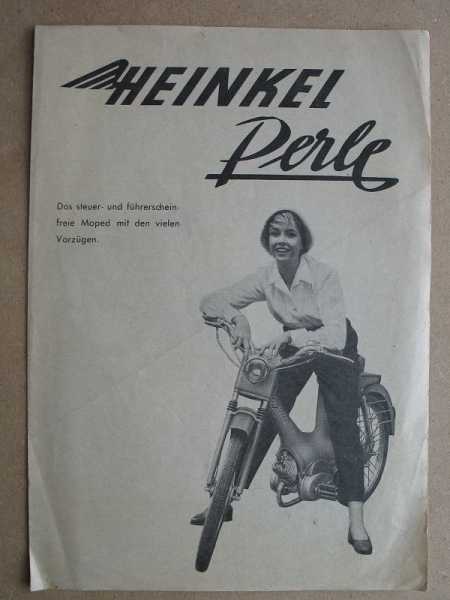 HEINKEL
Perle
Das steuer- und führerschein-
freie Moped mit den vielen
Vorzügen.